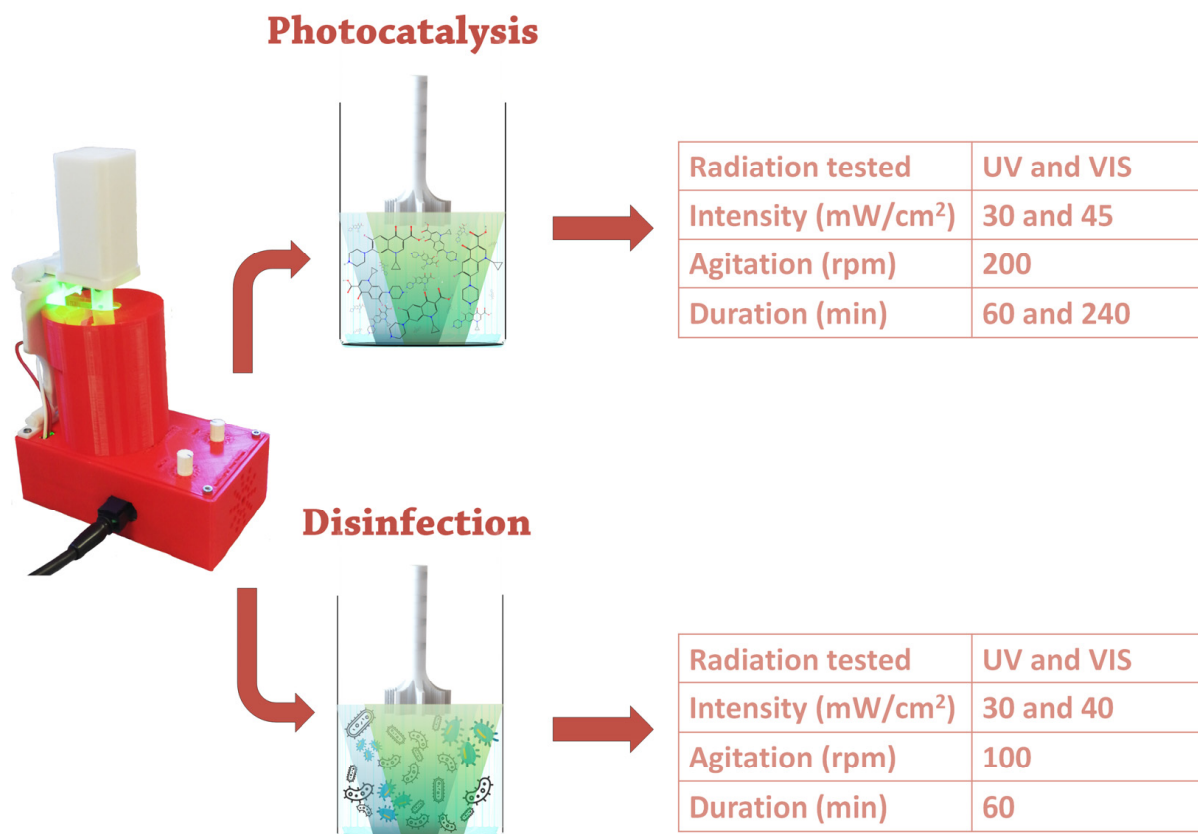 Photocatalysis
Radiation tested UV and VIS
Intensity (mW/cm²) 30 and 45
Agitation (rpm) 200
Duration (min) 60 and 240
Disinfection
Radiation tested UV and VIS
Intensity (mW/cm²) 30 and 40
Agitation (rpm) 100
Duration (min) 60